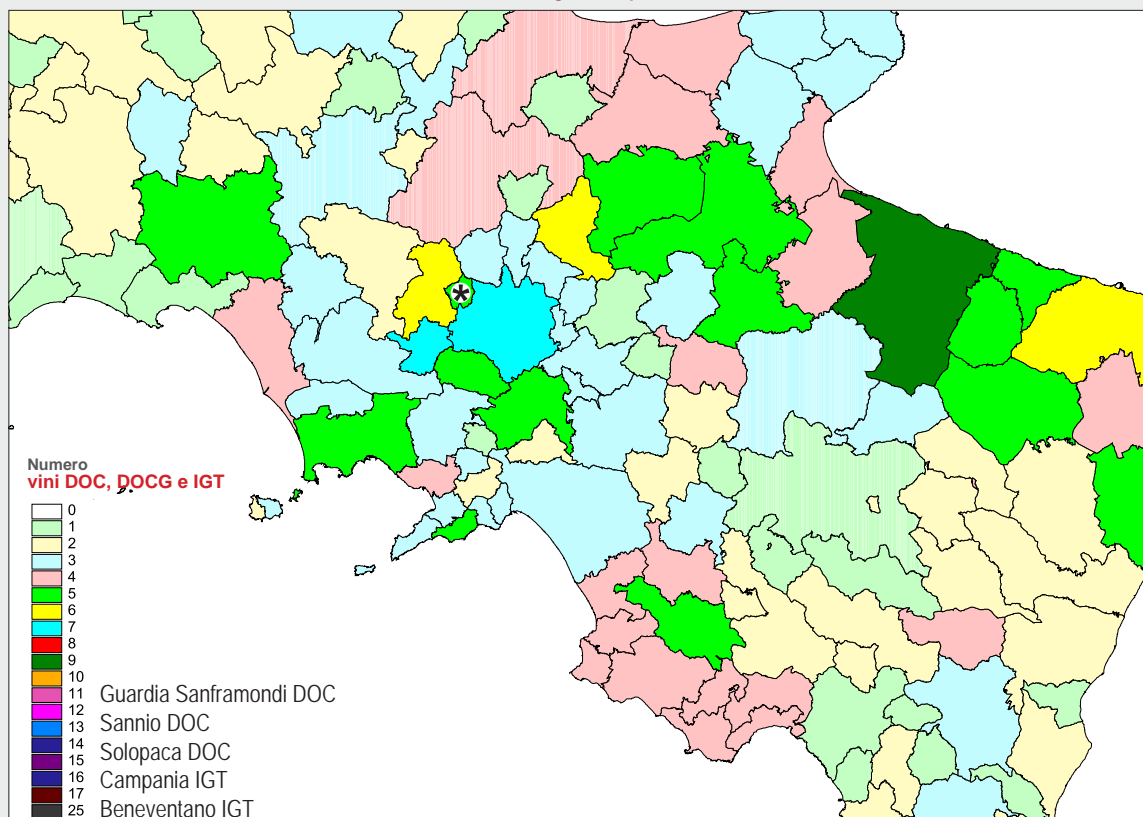 Numero
vini DOC, DOCG e IGT
0
1
2
3
4
5
6
7
8
9
10
11
12
13
14
15
16
17
25
Guardia Sanframondi DOC
Sannio DOC
Solopaca DOC
Campania IGT
Beneventano IGT
*